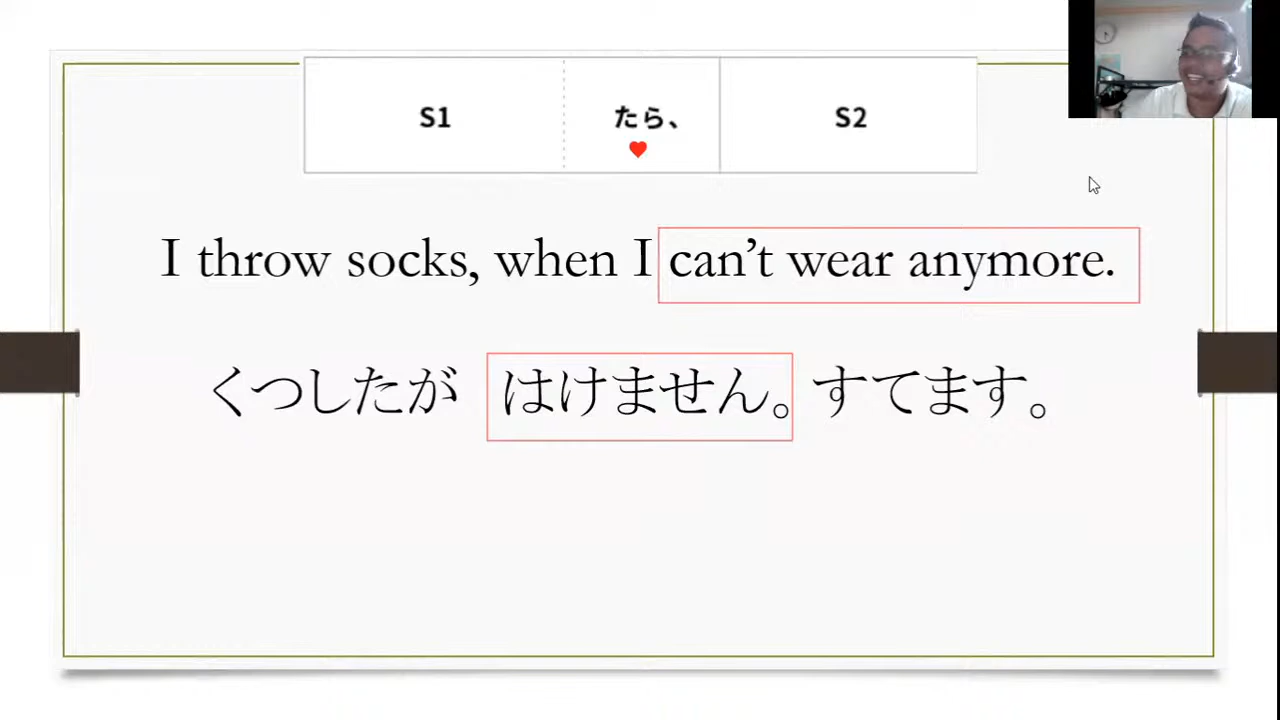 S1 たら、 S2
I throw socks, when I can't wear anymore.
くつしたが はけません。 すてます。